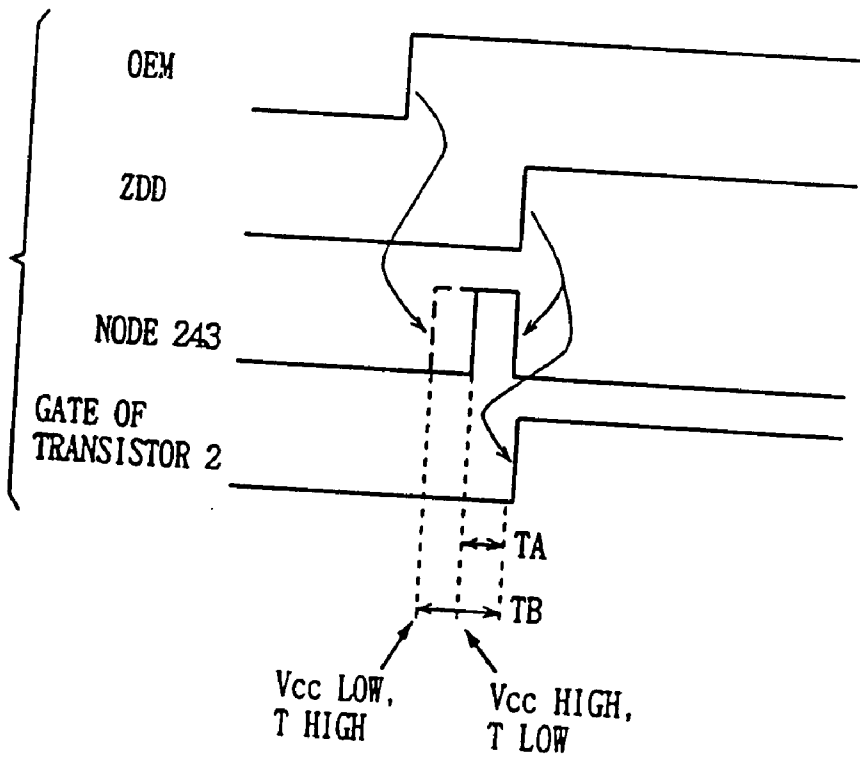 OEM
ZDD
NODE 243
GATE OF
TRANSISTOR 2
TA
TB
Vcc LOW,
T HIGH
Vcc HIGH,
T LOW